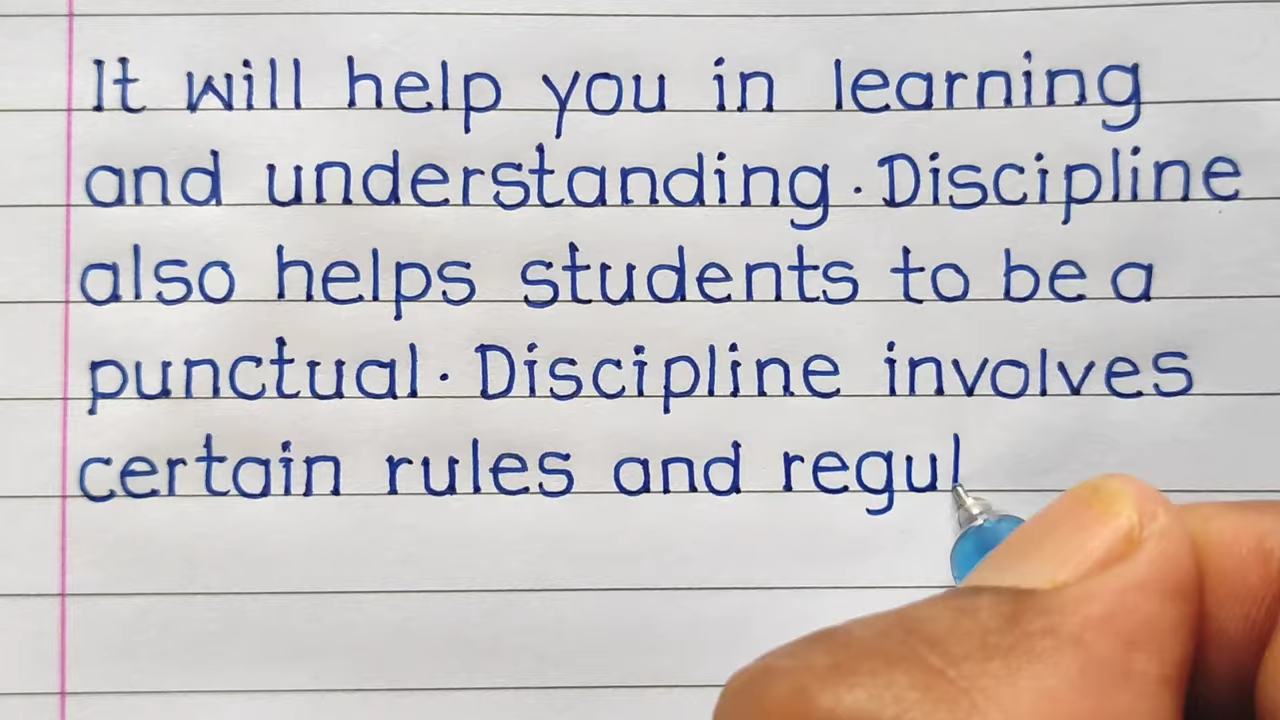 It will help you in learning
and understanding. Discipline
also helps students to be a
punctual. Discipline involves
certain rules and regul